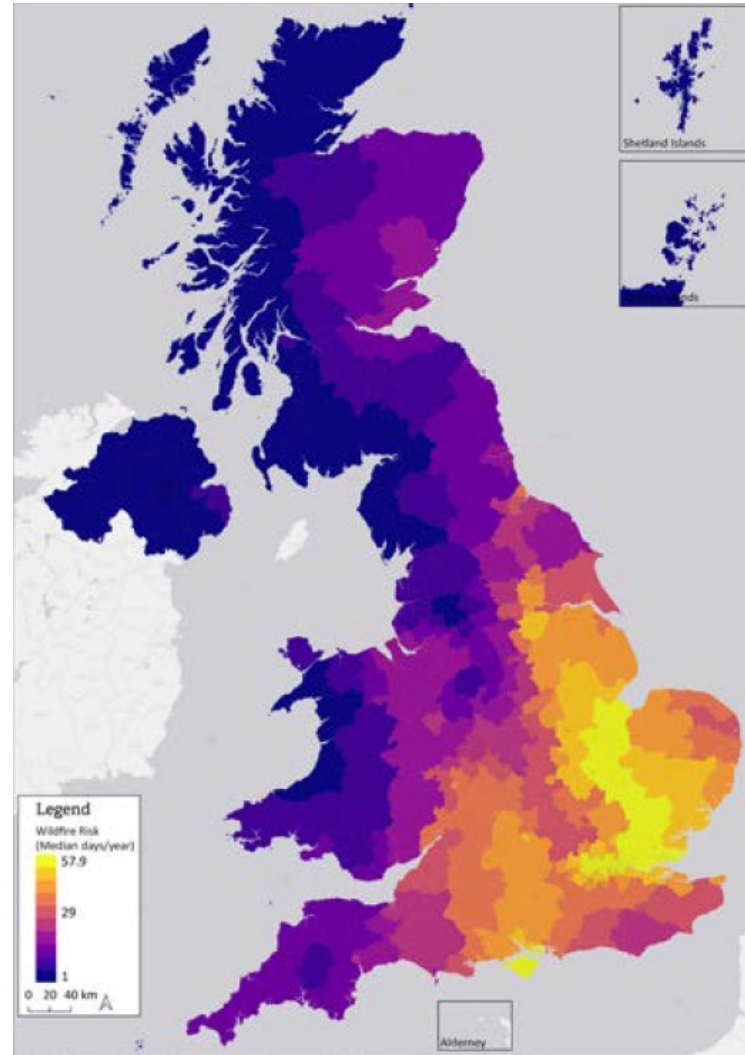 Shetland Islands
Legend
Wildfire Risk
(Median days/year)
57.9
29
1
0 20 40 km
Alderney